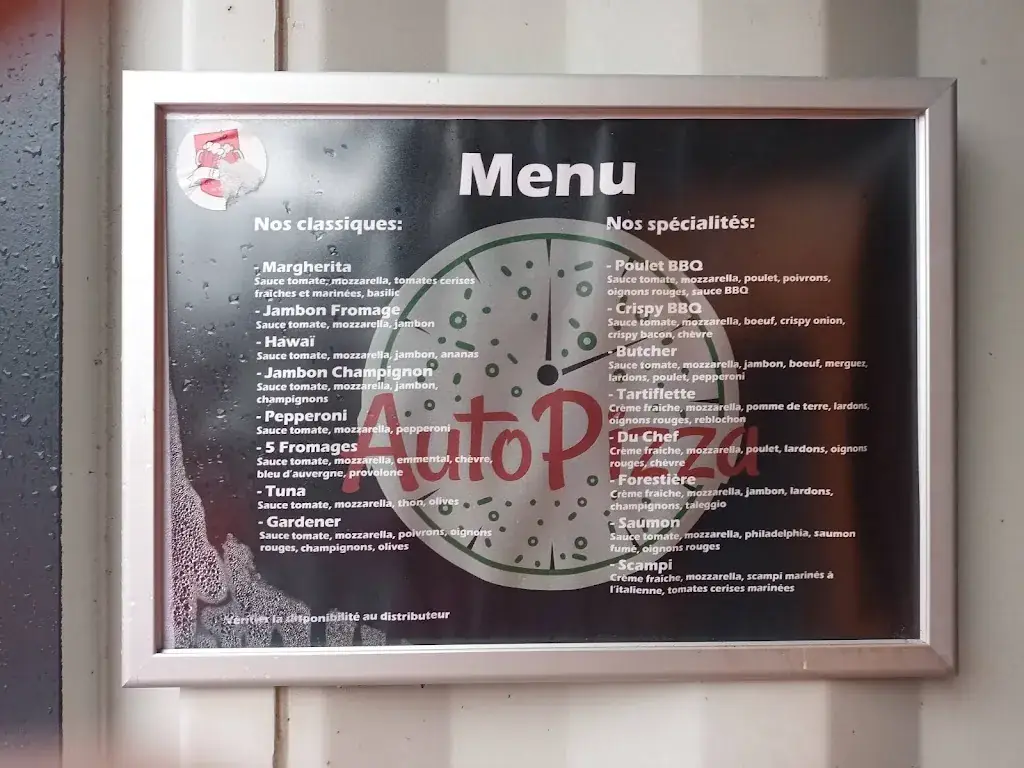 Menu
Nos classiques:
- Margherita
Sauce tomate, mozzarella, tomates cerises
fraîches et marinées, basilic
- Jambon Fromage
Sauce tomate, mozzarella, jambon
- Hawaï
Sauce tomate, mozzarella, jambon, ananas
- Jambon Champignon
Sauce tomate, mozzarella, jambon,
champignons
- Pepperoni
Sauce tomate, mozzarella, pepperoni
- 5 Fromages
Sauce tomate, mozzarella, emmental, chèvre,
bleu d'auvergne, provolone
- Tuna
Sauce tomate, mozzarella, thon, olives
- Gardener
Sauce tomate, mozzarella, poivrons, oignons
rouges, champignons, olives
Nos spécialités:
- Poulet BBQ
Sauce tomate, mozzarella, poulet, poivrons,
oignons rouges, sauce BBQ
- Crispy BBQ
Sauce tomate, mozzarella, boeuf, crispy onion,
crispy bacon, chèvre
- Butcher
Sauce tomate, mozzarella, jambon, boeuf, merguez,
lardons, poulet, pepperoni
- Tartiflette
Crème fraiche, mozzarella, pomme de terre, lardons,
oignons rouges, reblochon
- Du Chef
Crème fraiche, mozzarella, poulet, lardons, oignons
rouges, chèvre
- Forestière
Crème fraiche, mozzarella, jambon, lardons,
champignons, taleggio
- Saumon
Sauce tomate, mozzarella, philadelphia, saumon
fumé, oignons rouges
- Scampi
Crème fraiche, mozzarella, scampi marinés à
l'italienne, tomates cerises marinées
AutoPizza
Vérifier la disponibilité au distributeur